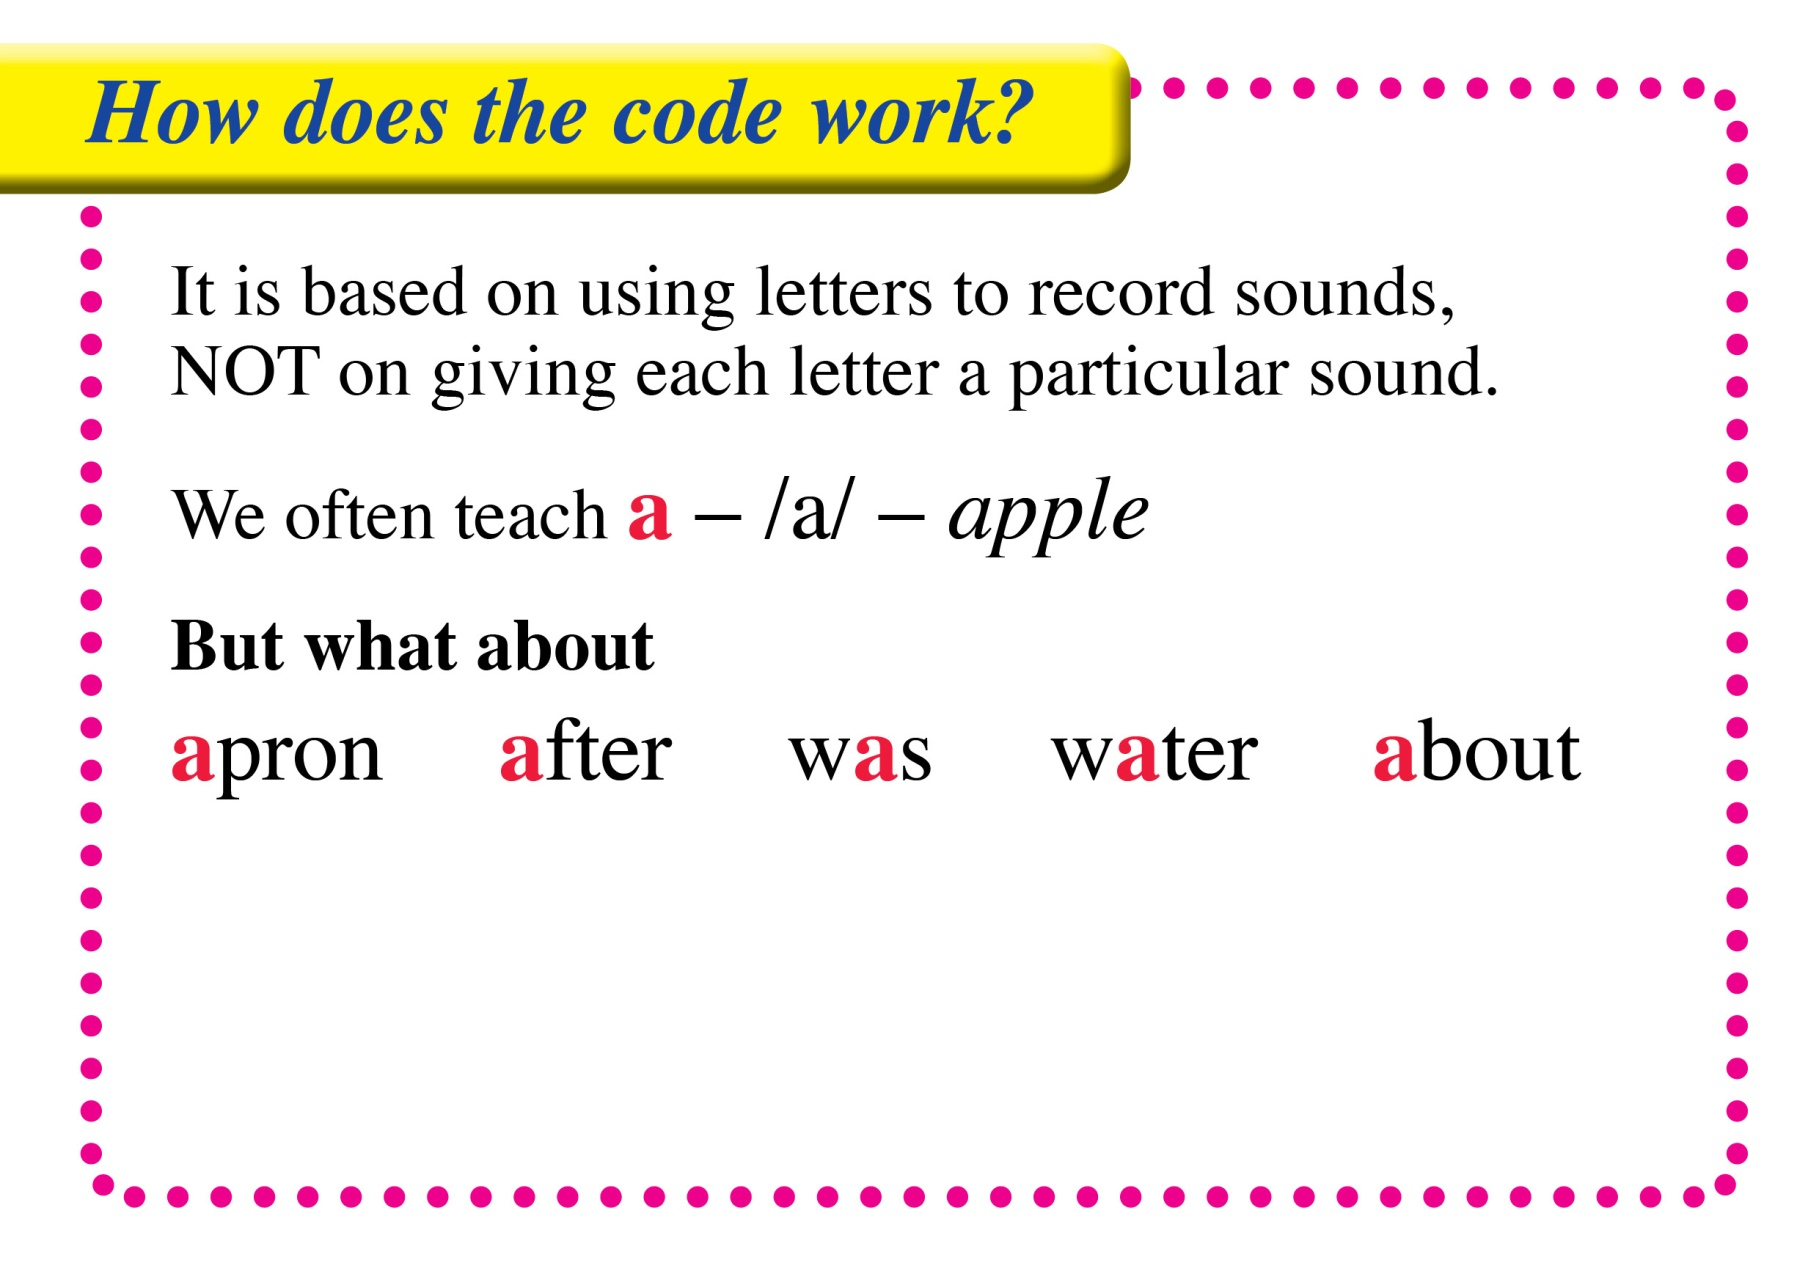 How does the code work?
It is based on using letters to record sounds,
NOT on giving each letter a particular sound.
We often teach a – /a/ – apple
But what about
apron after was water about